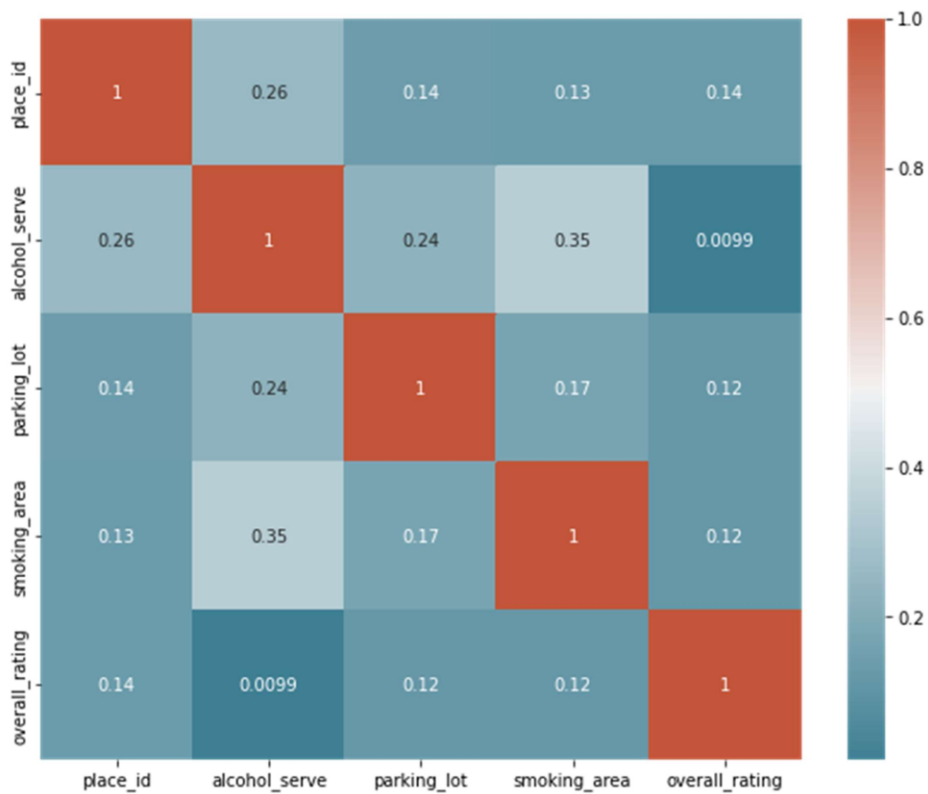 place_id 1 0.26 0.14 0.13 0.14
alcohol_serve 0.26 1 0.24 0.35 0.0099
parking_lot 0.14 0.24 1 0.17 0.12
smoking_area 0.13 0.35 0.17 1 0.12
overall_rating 0.14 0.0099 0.12 0.12 1
place_id alcohol_serve parking_lot smoking_area overall_rating
1.0
0.8
0.6
0.4
0.2